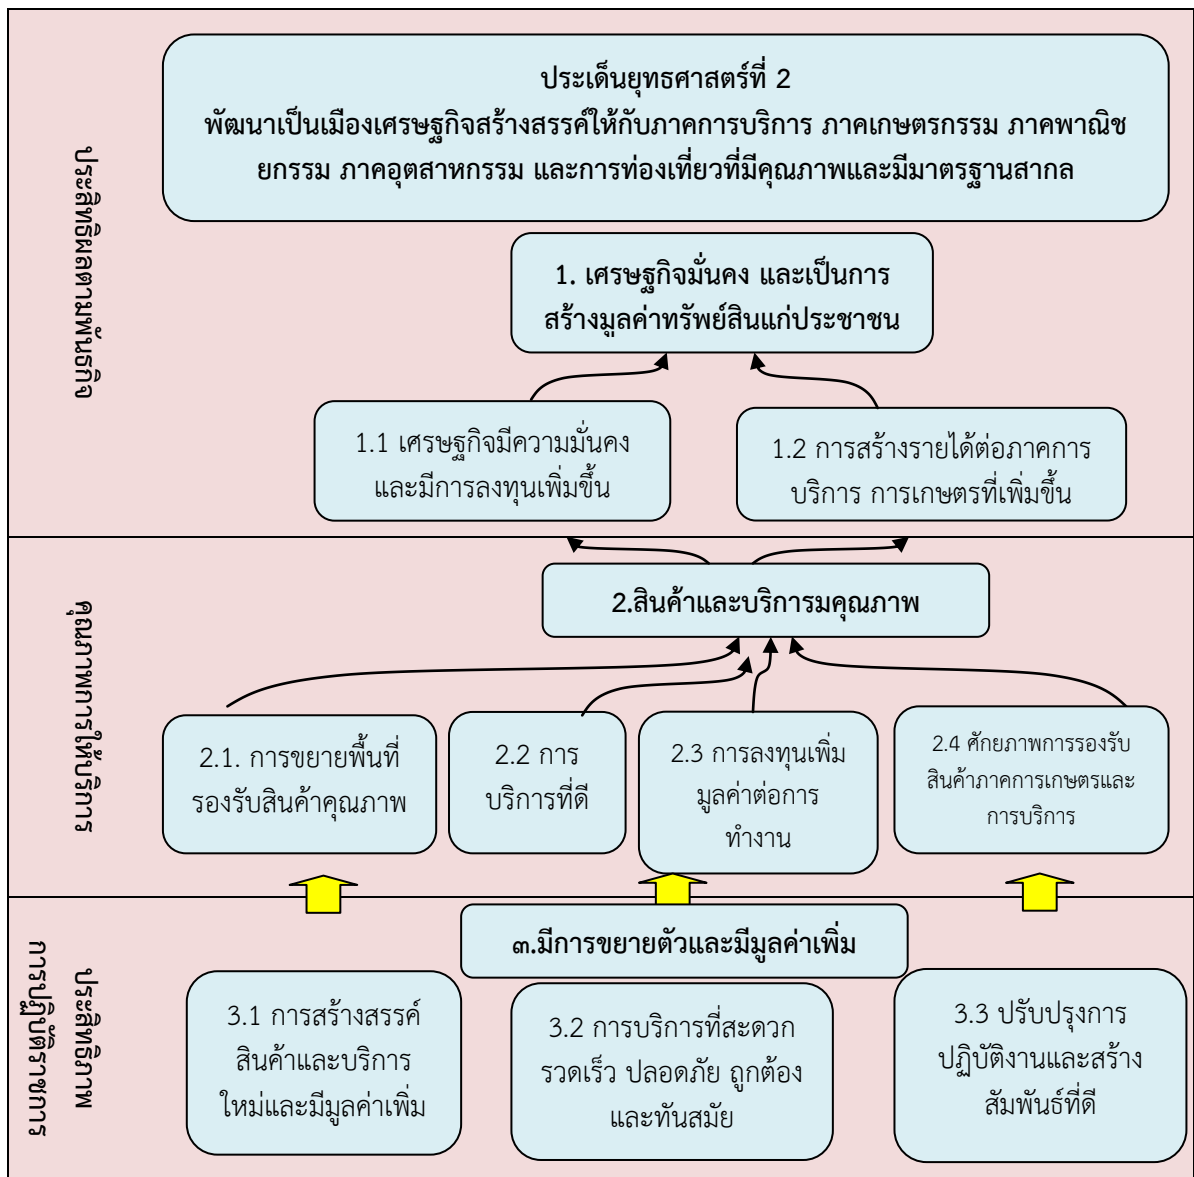 ประเด็นยุทธศาสตร์ที่ 2
พัฒนาเป็นเมืองเศรษฐกิจสร้างสรรค์ให้กับภาคการบริการ ภาคเกษตรกรรม ภาคพาณิช
ยกรรม ภาคอุตสาหกรรม และการท่องเที่ยวที่มีคุณภาพและมีมาตรฐานสากล
ประสิทธิผลตามพันธกิจ
1. เศรษฐกิจมั่นคง และเป็นการ
สร้างมูลค่าทรัพย์สินแก่ประชาชน
1.1 เศรษฐกิจมีความมั่นคง
และมีการลงทุนเพิ่มขึ้น
1.2 การสร้างรายได้ต่อภาคการ
บริการ การเกษตรที่เพิ่มขึ้น
คุณภาพการให้บริการ
2.สินค้าและบริการมคุณภาพ
2.1. การขยายพื้นที่
รองรับสินค้าคุณภาพ
2.2 การ
บริการที่ดี
2.3 การลงทุนเพิ่ม
มูลค่าต่อการ
ทำงาน
2.4 ศักยภาพการรองรับ
สินค้าภาคการเกษตรและ
การบริการ
ประสิทธิภาพ
การปฏิบัติราชการ
๓.มีการขยายตัวและมีมูลค่าเพิ่ม
3.1 การสร้างสรรค์
สินค้าและบริการ
ใหม่และมีมูลค่าเพิ่ม
3.2 การบริการที่สะดวก
รวดเร็ว ปลอดภัย ถูกต้อง
และทันสมัย
3.3 ปรับปรุงการ
ปฏิบัติงานและสร้าง
สัมพันธ์ที่ดี